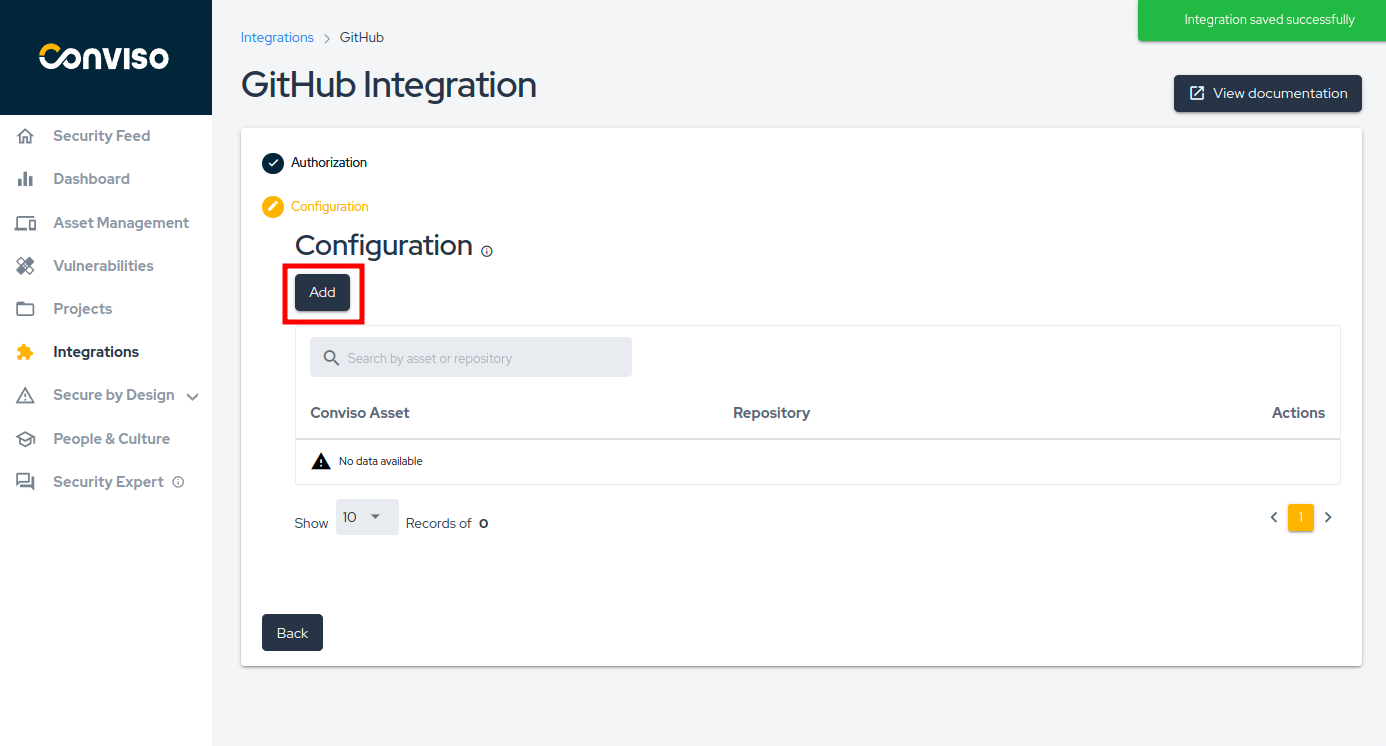 Conviso
Security Feed
Dashboard
Asset Management
Vulnerabilities
Projects
Integrations
Secure by Design
People & Culture
Security Expert
Integration saved successfully
Integrations > GitHub
GitHub Integration
View documentation
Authorization
Configuration
Configuration
Add
Search by asset or repository
Conviso Asset Repository Actions
No data available
Show 10 Records of 0
1
Back